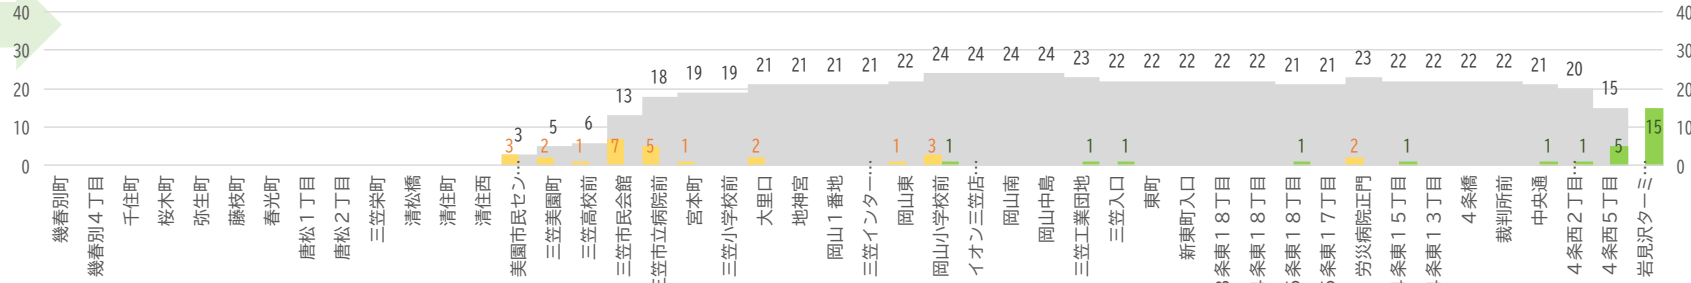 40
30
20
10
0
40
30
20
10
0
3 5 6 13 18 19 19 21 21 21 21 22 24 24 24 24 23 22 22 22 22 22 21 21 23 22 22 22 22 21 20 15
3 2 1 7 5 1 2 1 3 2
1 1 1 1 1 1 1 5 15
幾春別町
幾春別4丁目
千住町
桜木町
弥生町
藤枝町
春光町
唐松1丁目
唐松2丁目
三笠栄町
清松橋
清住町
清住西
美園市民セン…
三笠美園町
三笠高校前
三笠市民会館
三笠市立病院前
宮本町
三笠小学校前
大里口
地神宮
岡山1番地
三笠インター…
岡山東
岡山小学校前
イオン三笠店…
岡山南
岡山中島
三笠工業団地
三笠入口
東町
新東町入口
条東18丁目
条東18丁目
条東18丁目
条東17丁目
労災病院正門
条東15丁目
条東13丁目
4条橋
裁判所前
中央通
4条西2丁目…
4条西5丁目
岩見沢ターミ…